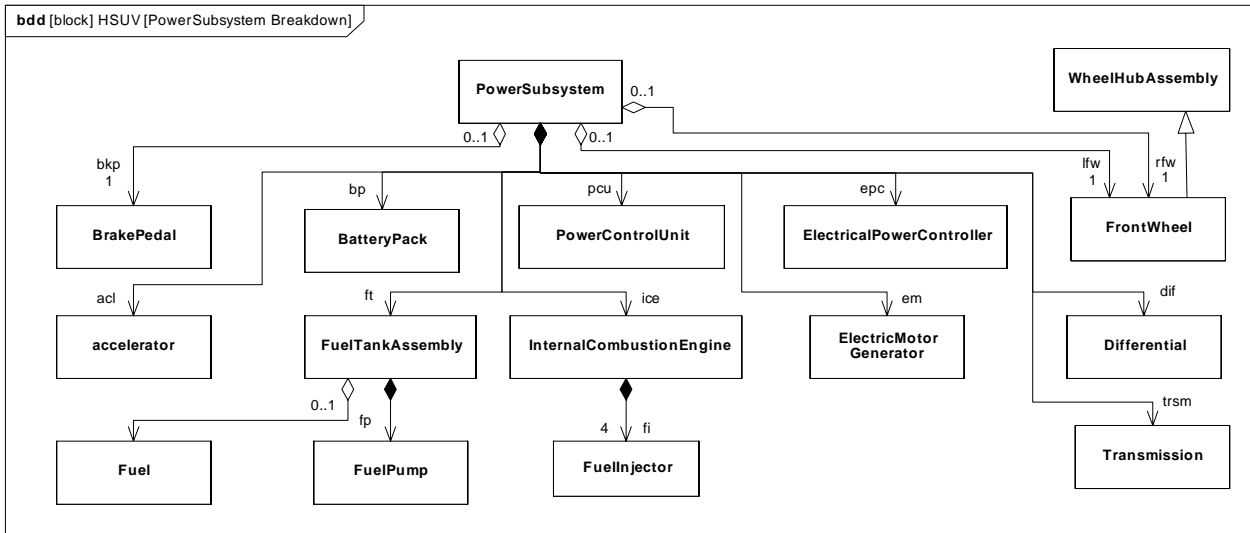 bdd [block] HSUV [PowerSubsystem Breakdown]
PowerSubsystem
0..1
WheelHubAssembly
0..1
0..1
bkp
1
bp
pcu
epc
lfw
1
rfw
1
BrakePedal
BatteryPack
PowerControlUnit
ElectricalPowerController
FrontWheel
acl
ft
ice
em
dif
accelerator
FuelTankAssembly
InternalCombustionEngine
ElectricMotor
Generator
Differential
0..1
fp
4
fi
trsm
Fuel
FuelPump
FuelInjector
Transmission